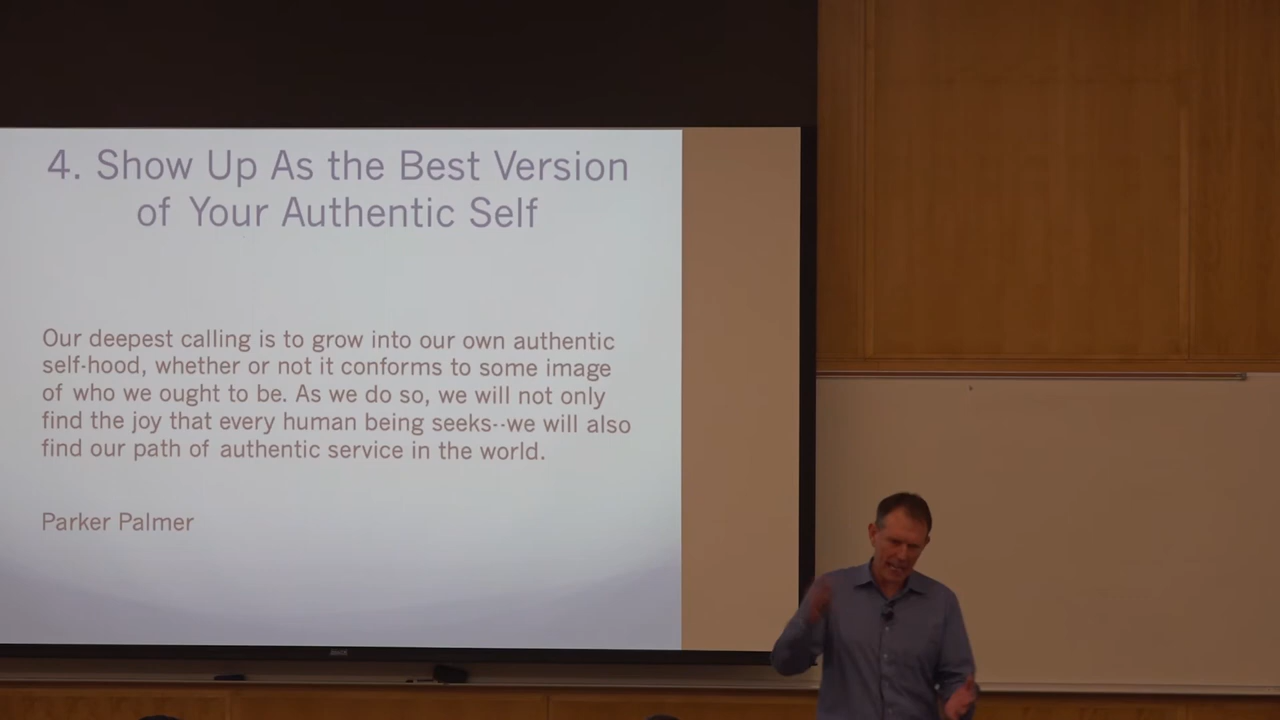 4. Show Up As the Best Version
of Your Authentic Self
Our deepest calling is to grow into our own authentic
self-hood, whether or not it conforms to some image
of who we ought to be. As we do so, we will not only
find the joy that every human being seeks--we will also
find our path of authentic service in the world.
Parker Palmer